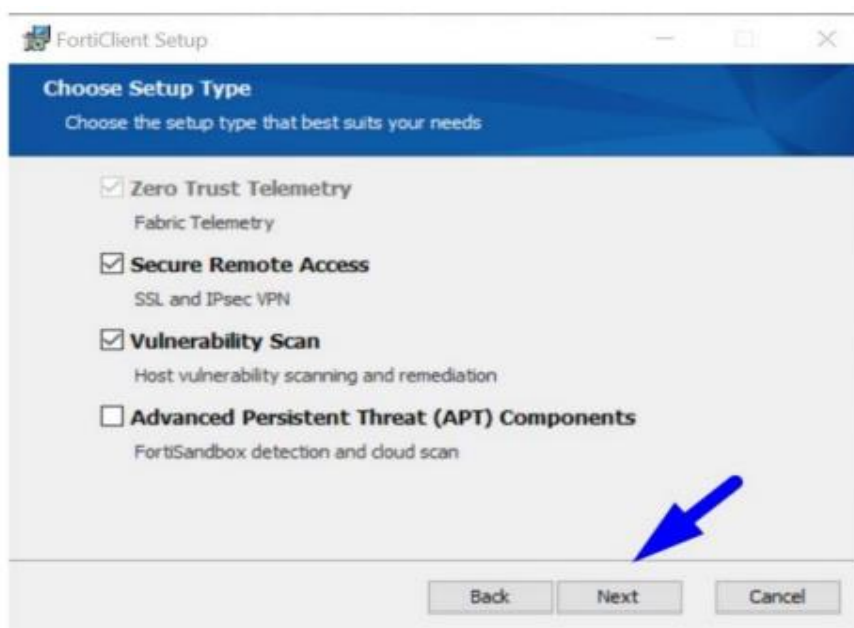 FortiClient Setup
Choose Setup Type
Choose the setup type that best suits your needs
Zero Trust Telemetry
Fabric Telemetry
Secure Remote Access
SSL and IPsec VPN
Vulnerability Scan
Host vulnerability scanning and remediation
Advanced Persistent Threat (APT) Components
FortiSandbox detection and cloud scan
Back Next Cancel